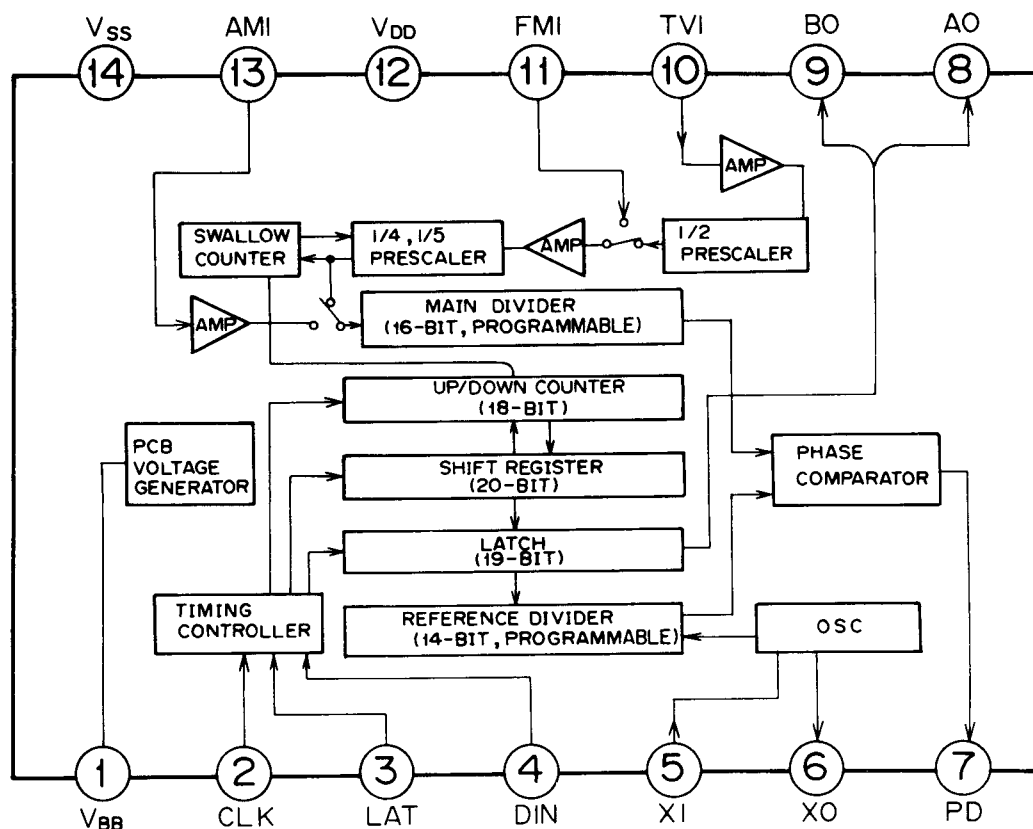 VSS AMI VDD FMI TVI BO AO
14 13 12 11 10 9 8
AMP
SWALLOW
COUNTER
1/4, 1/5
PRESCALER
AMP
1/2
PRESCALER
AMP
MAIN DIVIDER
(16-BIT, PROGRAMMABLE)
UP/DOWN COUNTER
(18-BIT)
PCB
VOLTAGE
GENERATOR
SHIFT REGISTER
(20-BIT)
PHASE
COMPARATOR
LATCH
(19-BIT)
TIMING
CONTROLLER
REFERENCE DIVIDER
(14-BIT, PROGRAMMABLE)
OSC
1 2 3 4 5 6 7
VBB CLK LAT DIN XI XO PD